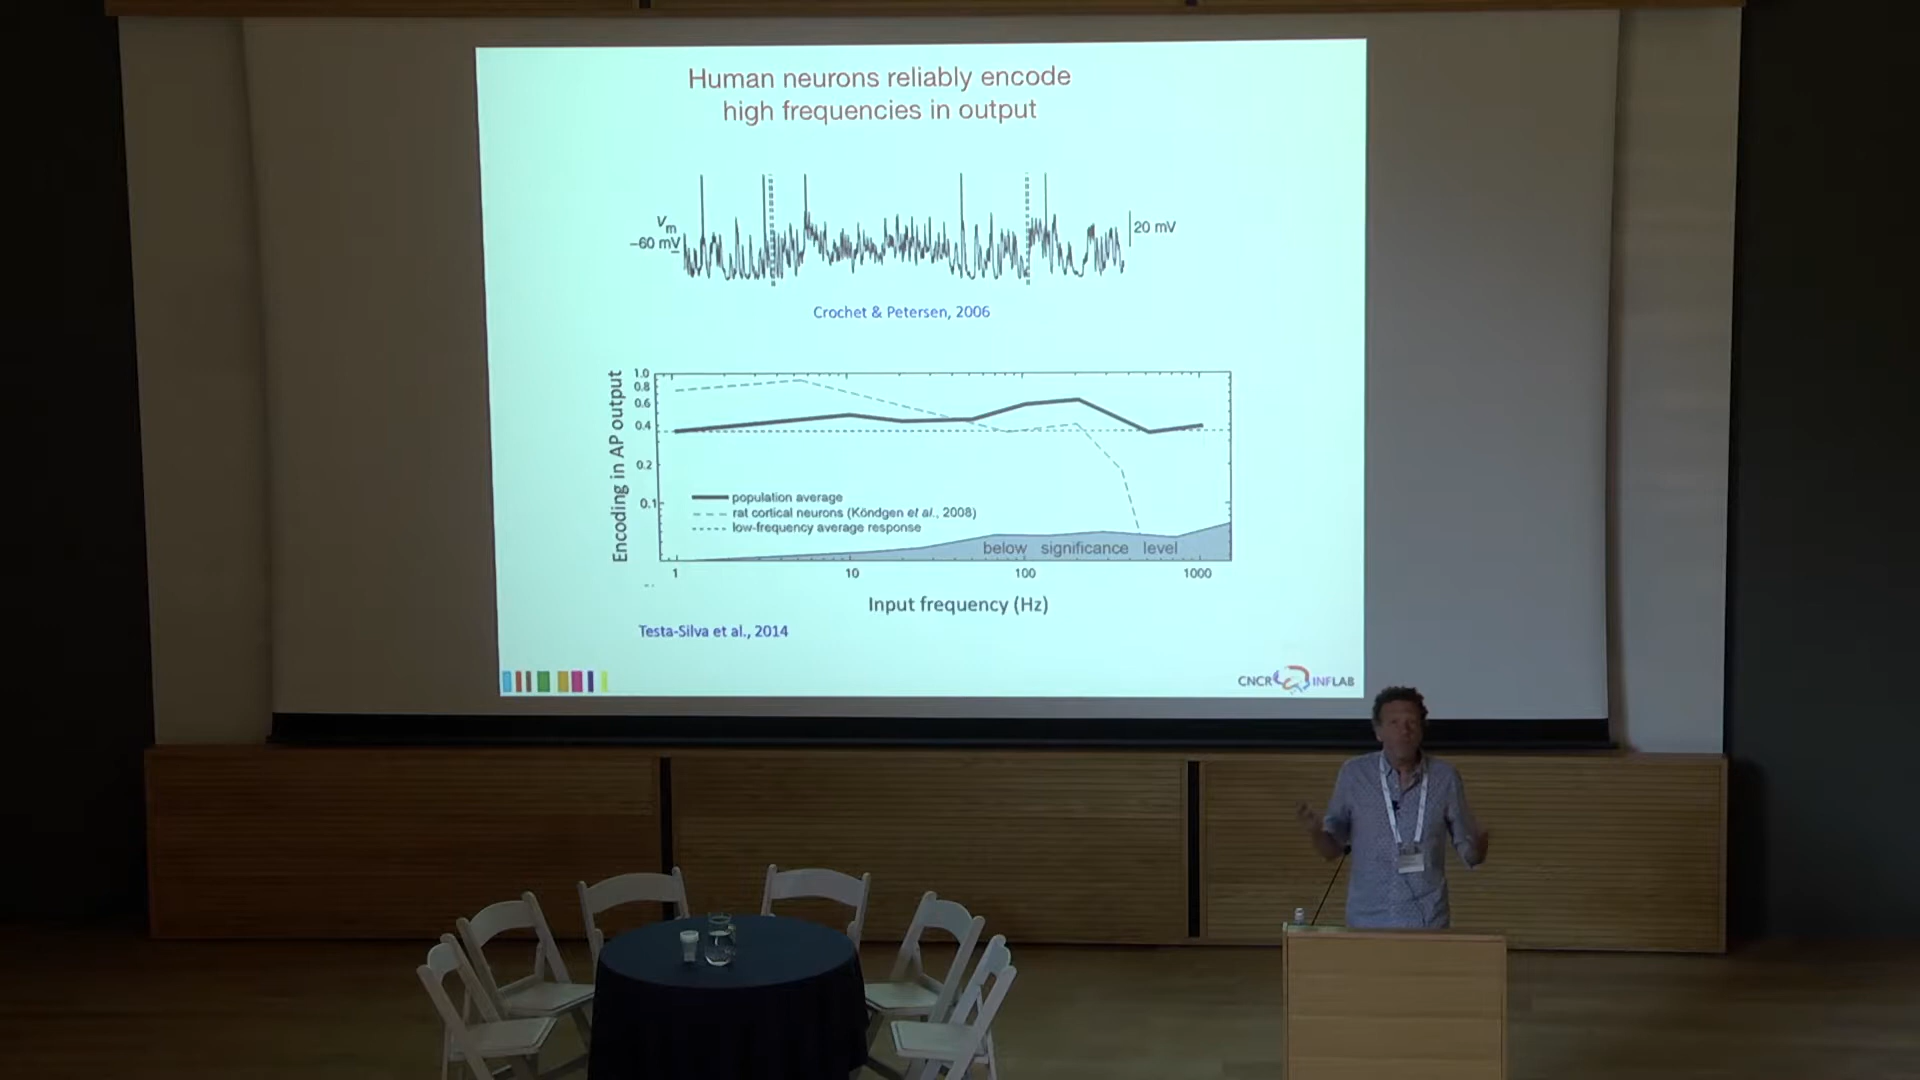 Human neurons reliably encode
high frequencies in output
Vm
−60 mV
20 mV
Crochet & Petersen, 2006
Encoding in AP output
1.0
0.8
0.6
0.4
0.2
0.1
population average
rat cortical neurons (Köndgen et al., 2008)
low-frequency average response
below significance level
1 10 100 1000
Input frequency (Hz)
Testa-Silva et al., 2014
CNCR INFLAB